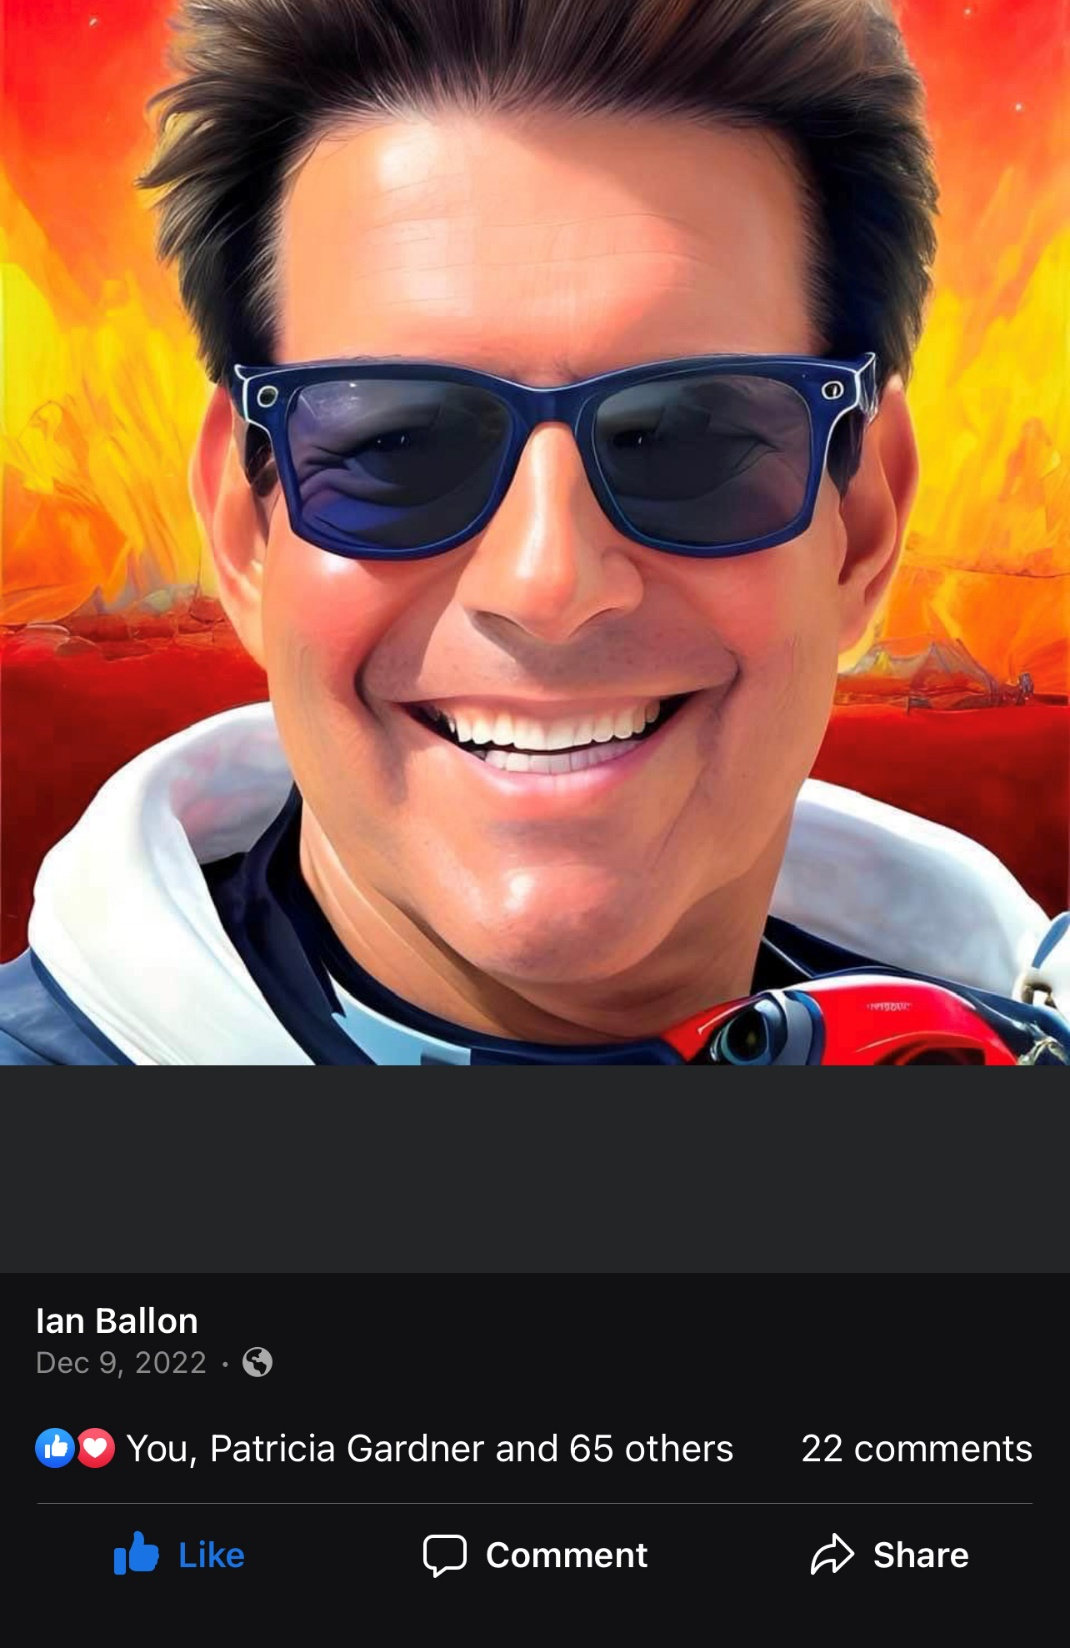 Ian Ballon
Dec 9, 2022 ·
You, Patricia Gardner and 65 others 22 comments
Like Comment Share